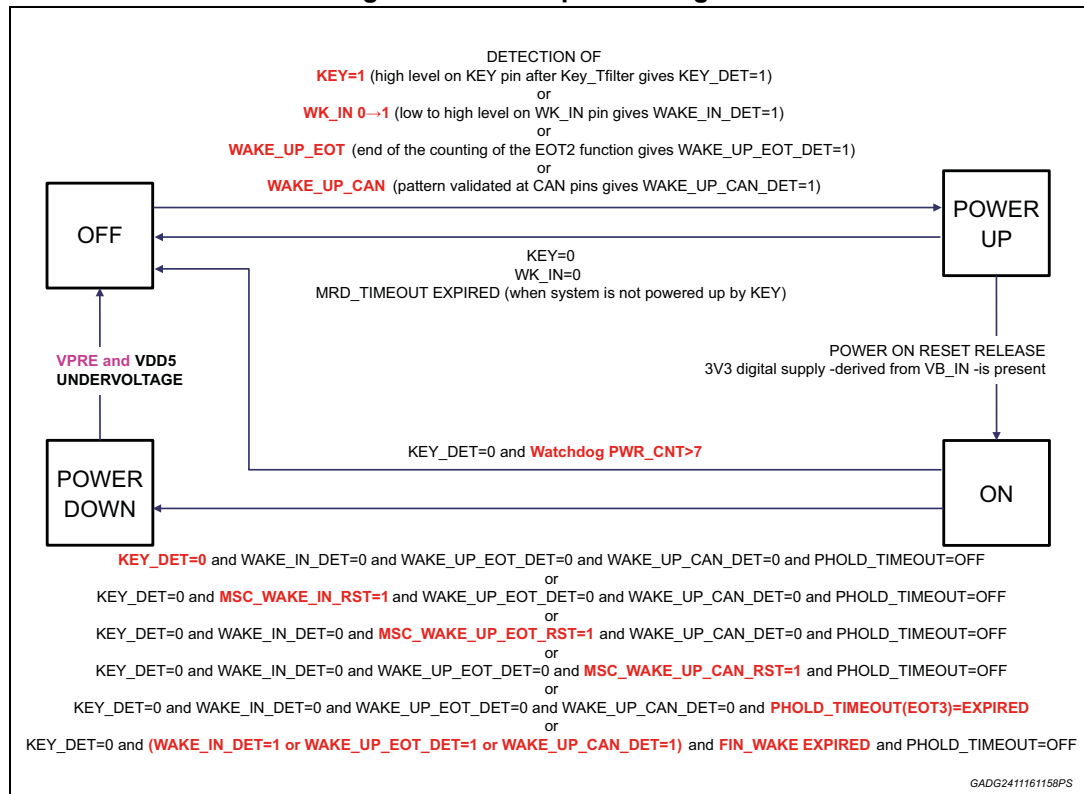 DETECTION OF
KEY=1 (high level on KEY pin after Key_Tfilter gives KEY_DET=1)
or
WK_IN 0→1 (low to high level on WK_IN pin gives WAKE_IN_DET=1)
or
WAKE_UP_EOT (end of the counting of the EOT2 function gives WAKE_UP_EOT_DET=1)
or
WAKE_UP_CAN (pattern validated at CAN pins gives WAKE_UP_CAN_DET=1)
OFF
POWER
UP
KEY=0
WK_IN=0
MRD_TIMEOUT EXPIRED (when system is not powered up by KEY)
VPRE and VDD5
UNDERVOLTAGE
POWER ON RESET RELEASE
3V3 digital supply -derived from VB_IN -is present
KEY_DET=0 and Watchdog PWR_CNT>7
POWER
DOWN
ON
KEY_DET=0 and WAKE_IN_DET=0 and WAKE_UP_EOT_DET=0 and WAKE_UP_CAN_DET=0 and PHOLD_TIMEOUT=OFF
or
KEY_DET=0 and MSC_WAKE_IN_RST=1 and WAKE_UP_EOT_DET=0 and WAKE_UP_CAN_DET=0 and PHOLD_TIMEOUT=OFF
or
KEY_DET=0 and WAKE_IN_DET=0 and MSC_WAKE_UP_EOT_RST=1 and WAKE_UP_CAN_DET=0 and PHOLD_TIMEOUT=OFF
or
KEY_DET=0 and WAKE_IN_DET=0 and WAKE_UP_EOT_DET=0 and MSC_WAKE_UP_CAN_RST=1 and PHOLD_TIMEOUT=OFF
or
KEY_DET=0 and WAKE_IN_DET=0 and WAKE_UP_EOT_DET=0 and WAKE_UP_CAN_DET=0 and PHOLD_TIMEOUT(EOT3)=EXPIRED
or
KEY_DET=0 and (WAKE_IN_DET=1 or WAKE_UP_EOT_DET=1 or WAKE_UP_CAN_DET=1) and FIN_WAKE EXPIRED and PHOLD_TIMEOUT=OFF
GADG2411161158PS